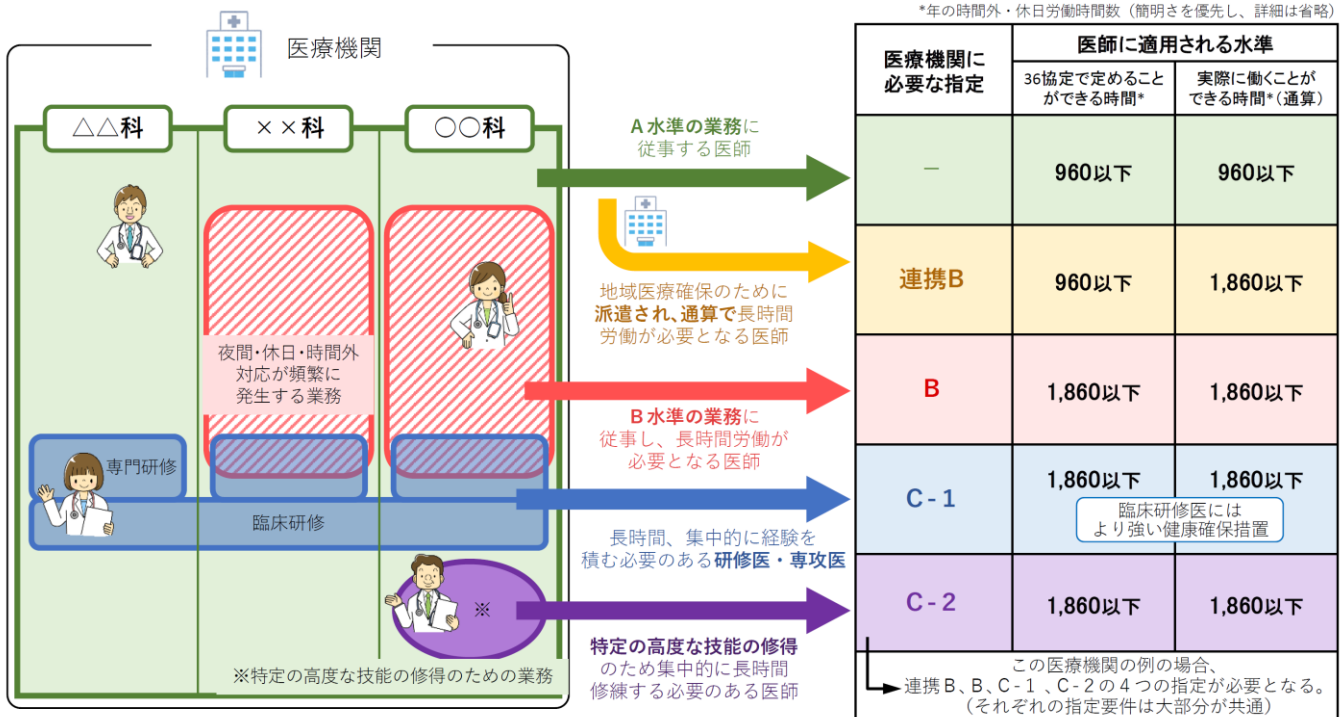 *年の時間外・休日労働時間数(簡明さを優先し、詳細は省略)
医療機関
△△科
××科
○○科
夜間・休日・時間外
対応が頻繁に
発生する業務
専門研修
臨床研修
※
※特定の高度な技能の修得のための業務
A水準の業務に
従事する医師
地域医療確保のために
派遣され、通算で長時間
労働が必要となる医師
B水準の業務に
従事し、長時間労働が
必要となる医師
長時間、集中的に経験を
積む必要のある研修医・専攻医
特定の高度な技能の修得
のため集中的に長時間
修練する必要のある医師
医療機関に
必要な指定
医師に適用される水準
36協定で定めること
ができる時間*
実際に働くことが
できる時間*(通算)
−
960以下
960以下
連携B
960以下
1,860以下
B
1,860以下
1,860以下
C-1
1,860以下
1,860以下
臨床研修医には
より強い健康確保措置
C-2
1,860以下
1,860以下
この医療機関の例の場合、
連携B、B、C-1、C-2の4つの指定が必要となる。
(それぞれの指定要件は大部分が共通)